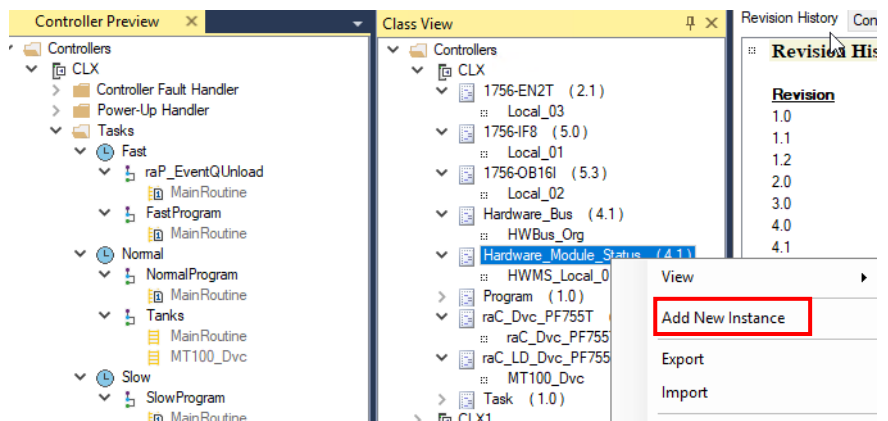 Controller Preview
Controllers
CLX
Controller Fault Handler
Power-Up Handler
Tasks
Fast
raP_EventQUnload
MainRoutine
FastProgram
MainRoutine
Normal
NormalProgram
MainRoutine
Tanks
MainRoutine
MT100_Dvc
Slow
SlowProgram
MainRoutine
Class View
Controllers
CLX
1756-EN2T (2.1)
Local_03
1756-IF8 (5.0)
Local_01
1756-OB16I (5.3)
Local_02
Hardware_Bus (4.1)
HWBus_Org
Hardware_Module_Status (4.1)
HWMS_Local_0
Program (1.0)
raC_Dvc_PF755T (
raC_Dvc_PF755
raC_LD_Dvc_PF755
MT100_Dvc
Task (1.0)
CLX1
View
Add New Instance
Export
Import
Revision History Con
Revision His
Revision
1.0
1.1
1.2
2.0
3.0
4.0
4.1